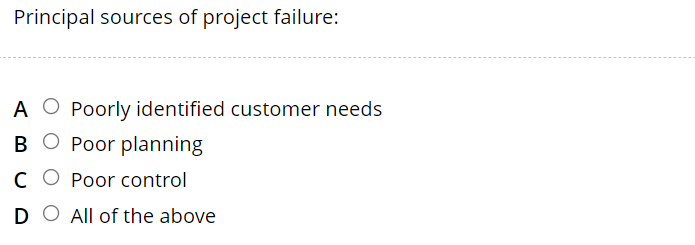 Principal sources of project failure:
A Poorly identified customer needs
B Poor planning
C Poor control
D All of the above